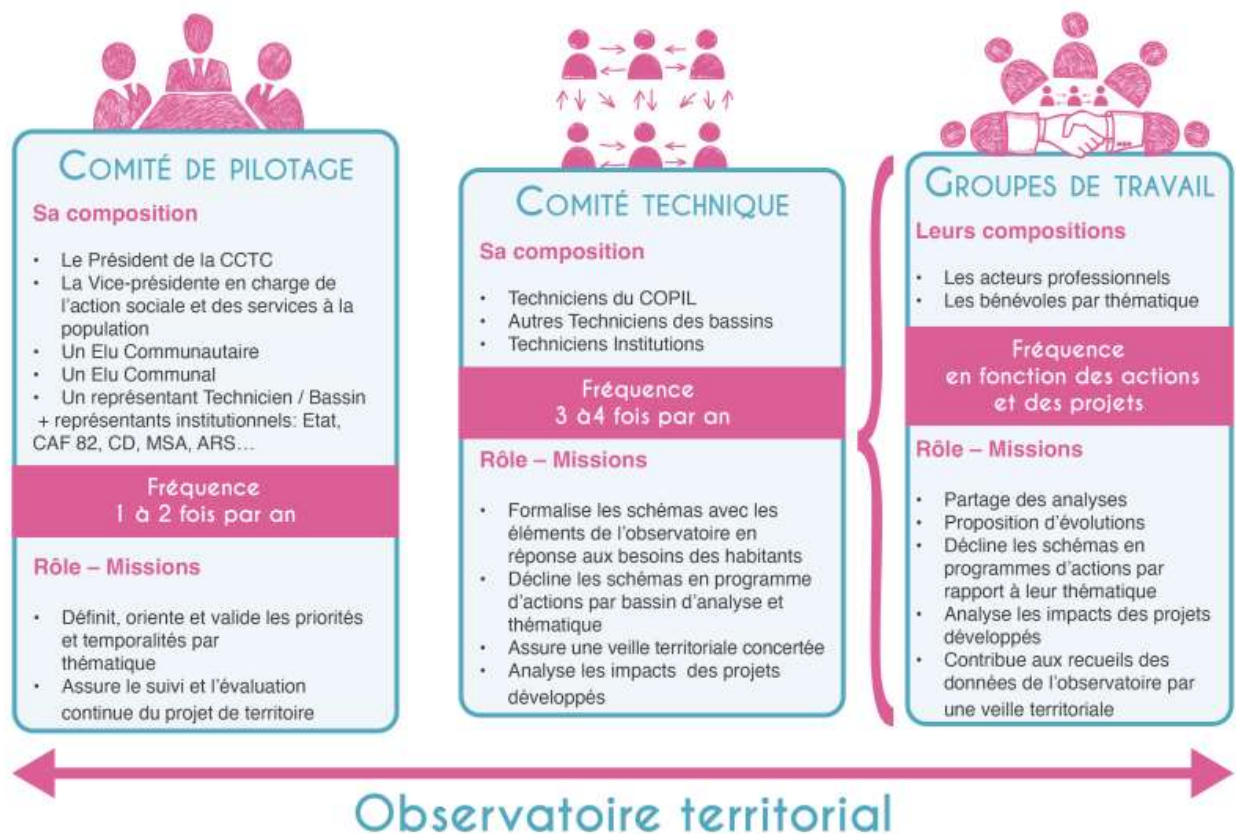 COMITÉ DE PILOTAGE
Sa composition
• Le Président de la CCTC
• La Vice-présidente en charge de
l'action sociale et des services à la
population
• Un Elu Communautaire
• Un Elu Communal
• Un représentant Technicien / Bassin
+ représentants institutionnels: Etat,
CAF 82, CD, MSA, ARS…
Fréquence
1 à 2 fois par an
Rôle – Missions
• Définit, oriente et valide les priorités
et temporalités par
thématique
• Assure le suivi et l'évaluation
continue du projet de territoire
COMITÉ TECHNIQUE
Sa composition
• Techniciens du COPIL
• Autres Techniciens des bassins
• Techniciens Institutions
Fréquence
3 à4 fois par an
Rôle – Missions
• Formalise les schémas avec les
éléments de l'observatoire en
réponse aux besoins des habitants
• Décline les schémas en programme
d'actions par bassin d'analyse et
thématique
• Assure une veille territoriale concertée
• Analyse les impacts des projets
développés
GROUPES DE TRAVAIL
Leurs compositions
• Les acteurs professionnels
• Les bénévoles par thématique
Fréquence
en fonction des actions
et des projets
Rôle – Missions
• Partage des analyses
• Proposition d'évolutions
• Décline les schémas en
programmes d'actions par
rapport à leur thématique
• Analyse les impacts des projets
développés
• Contribue aux recueils des
données de l'observatoire par
une veille territoriale
Observatoire territorial